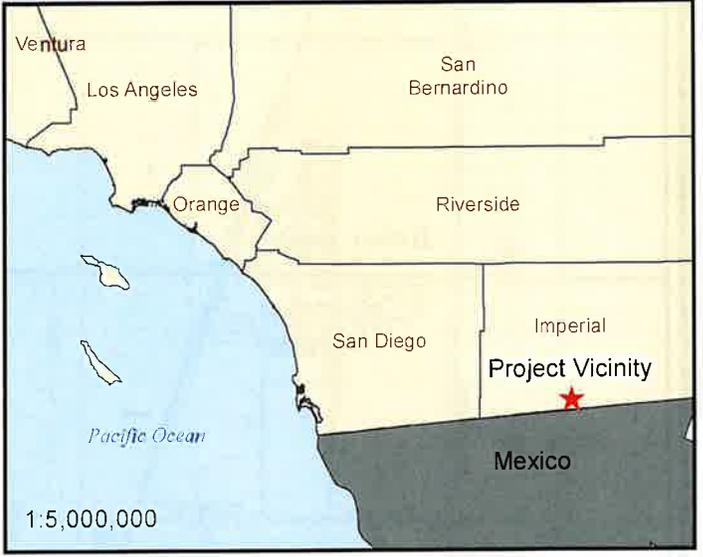 Ventura
Los Angeles
San
Bernardino
Orange
Riverside
San Diego
Imperial
Project Vicinity
Pacific Ocean
Mexico
1:5,000,000